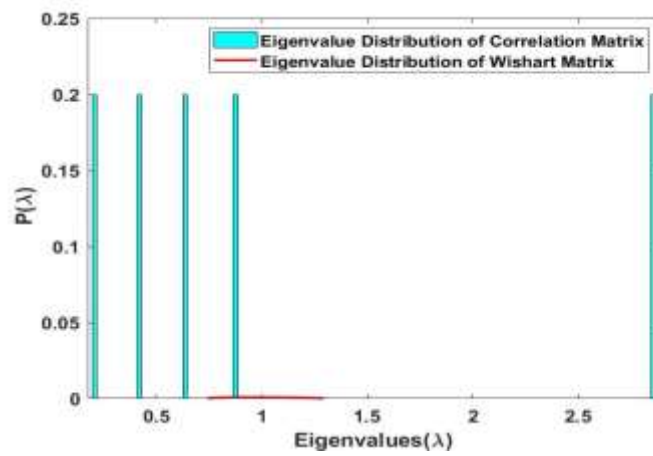 0.25
Eigenvalue Distribution of Correlation Matrix
Eigenvalue Distribution of Wishart Matrix
0.2
0.15
P(λ)
0.1
0.05
0
0.5 1 1.5 2 2.5
Eigenvalues(λ)